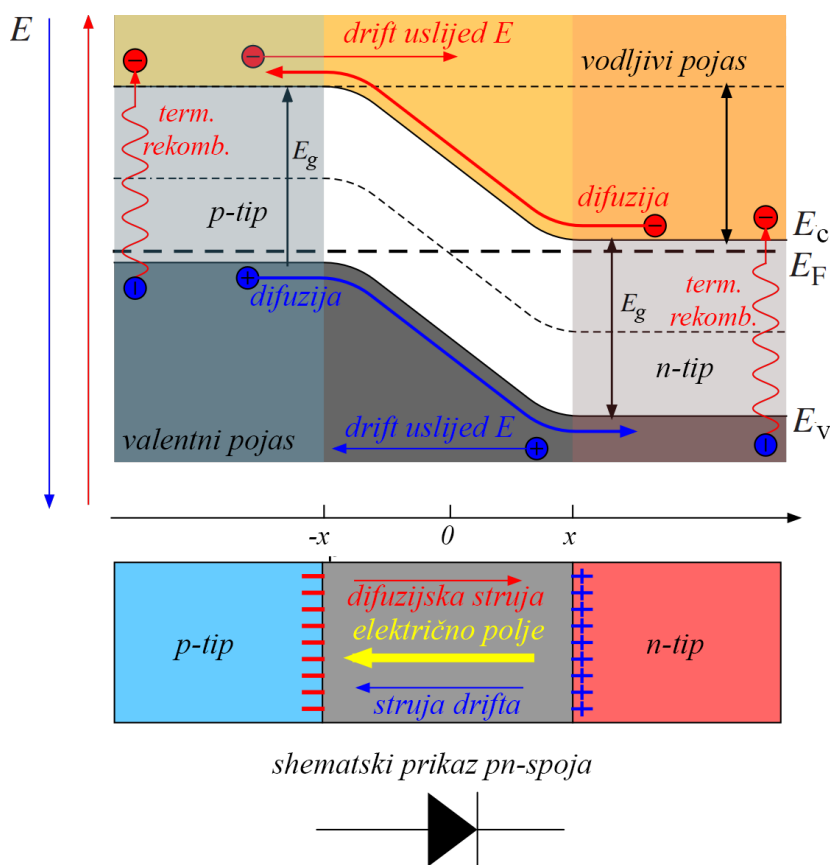 E
drift uslijed E
vodljivi pojas
term.
rekomb.
E_g
p-tip
difuzija
E_c
E_F
difuzija
E_g
term.
rekomb.
n-tip
valentni pojas
drift uslijed E
E_v
-x
0
x
difuzijska struja
električno polje
p-tip
n-tip
struja drifta
shematski prikaz pn-spoja